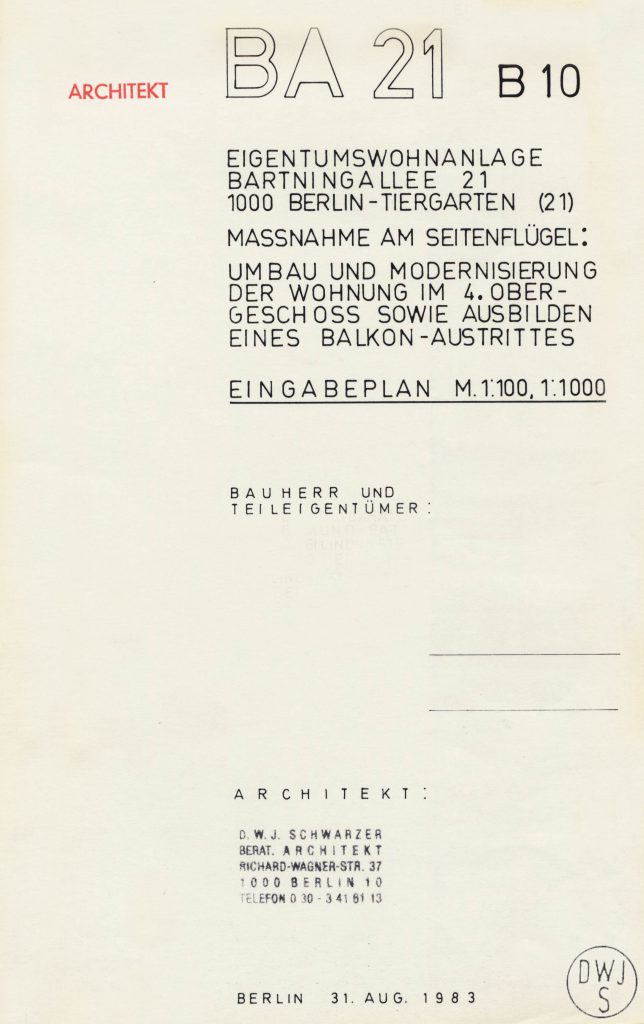 BA 21 B 10
ARCHITEKT
EIGENTUMSWOHNANLAGE
BARTNINGALLEE 21
1000 BERLIN-TIERGARTEN (21)
MASSNAHME AM SEITENFLÜGEL:
UMBAU UND MODERNISIERUNG
DER WOHNUNG IM 4. OBER-
GESCHOSS SOWIE AUSBILDEN
EINES BALKON-AUSTRITTES
EINGABEPLAN M. 1:100, 1:1000
BAUHERR UND
TEILEIGENTÜMER:
ARCHITEKT:
D. W. J. SCHWARZER
BERAT. ARCHITEKT
RICHARD-WAGNER-STR. 37
1000 BERLIN 10
TELEFON 0 30 - 3 41 61 13
DWJ
S
BERLIN 31. AUG. 1983